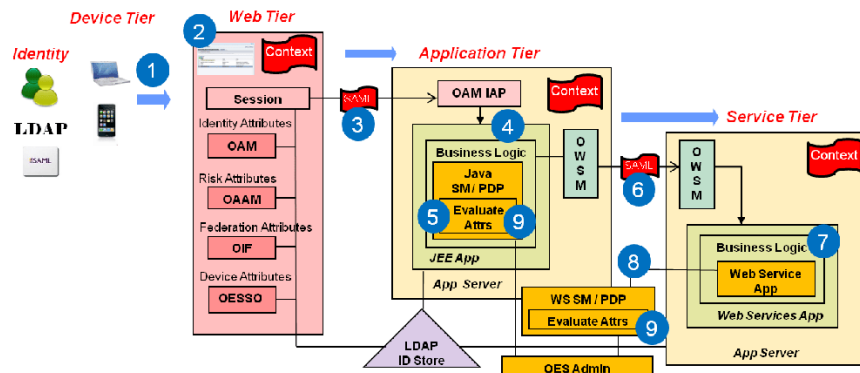 Device Tier
Web Tier
Identity
1
LDAP
SAML
2
Context
Session
Identity Attributes
OAM
Risk Attributes
OAAM
Federation Attributes
OIF
Device Attributes
OESSO
SAML
3
Application Tier
OAM IAP
Context
4
Business Logic
Java
SM/ PDP
5
Evaluate
Attrs
9
JEE App
App Server
OWSM
SAML
6
Service Tier
Context
OWSM
Business Logic
7
Web Service
App
Web Services App
App Server
8
WS SM / PDP
Evaluate Attrs
9
LDAP
ID Store
OES Admin